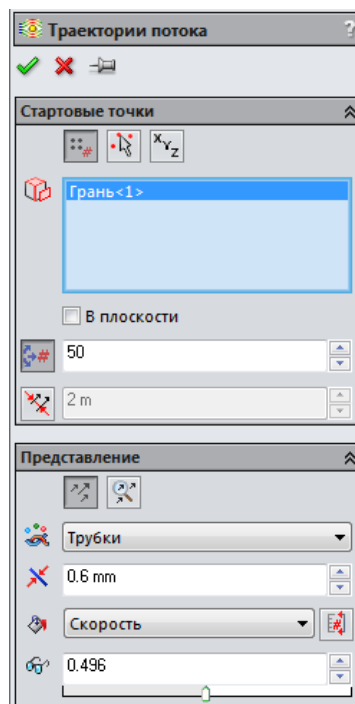 Траектории потока ?
Стартовые точки
# X Y Z
Грань<1>
В плоскости
# 50
2 m
Представление
Трубки
0.6 mm
Скорость #
0.496